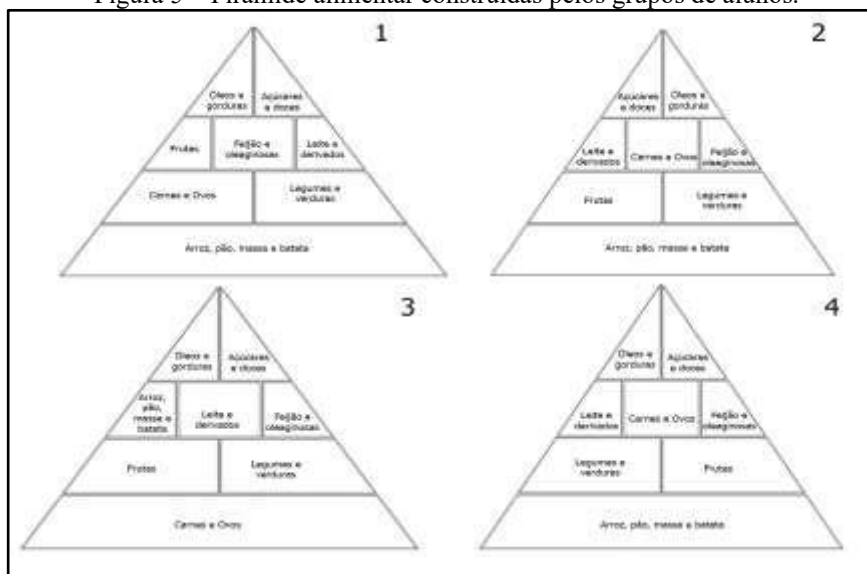 Figura 3 – Pirâmide alimentar construídas pelos grupos de alunos.
1
Óleos e
gorduras
Açúcares
e doces
Frutas
Feijão e
oleaginosas
Leite e
derivados
Carnes e Ovos
Legumes e
verduras
Arroz, pão, massa e batata
2
Açúcares
e doces
Óleos e
gorduras
Leite e
derivados
Carnes e Ovos
Feijão e
oleaginosas
Frutas
Legumes e
verduras
Arroz, pão, massa e batata
3
Óleos e
gorduras
Açúcares
e doces
Arroz,
pão,
massa e
batata
Leite e
derivados
Feijão e
oleaginosas
Frutas
Legumes e
verduras
Carnes e Ovos
4
Óleos e
gorduras
Açúcares
e doces
Leite e
derivados
Carnes e Ovos
Feijão e
oleaginosas
Legumes e
verduras
Frutas
Arroz, pão, massa e batata